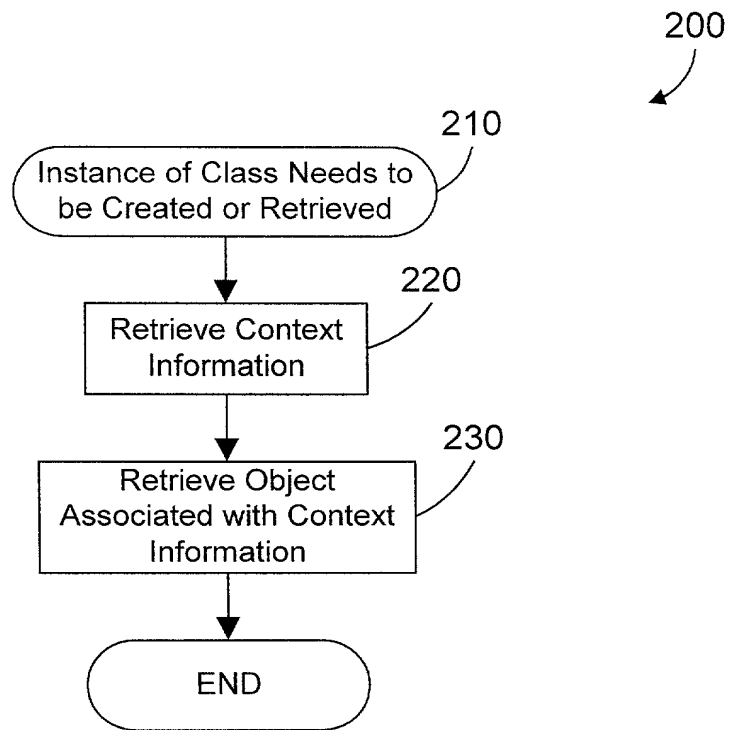 200
210
Instance of Class Needs to
be Created or Retrieved
220
Retrieve Context
Information
230
Retrieve Object
Associated with Context
Information
END